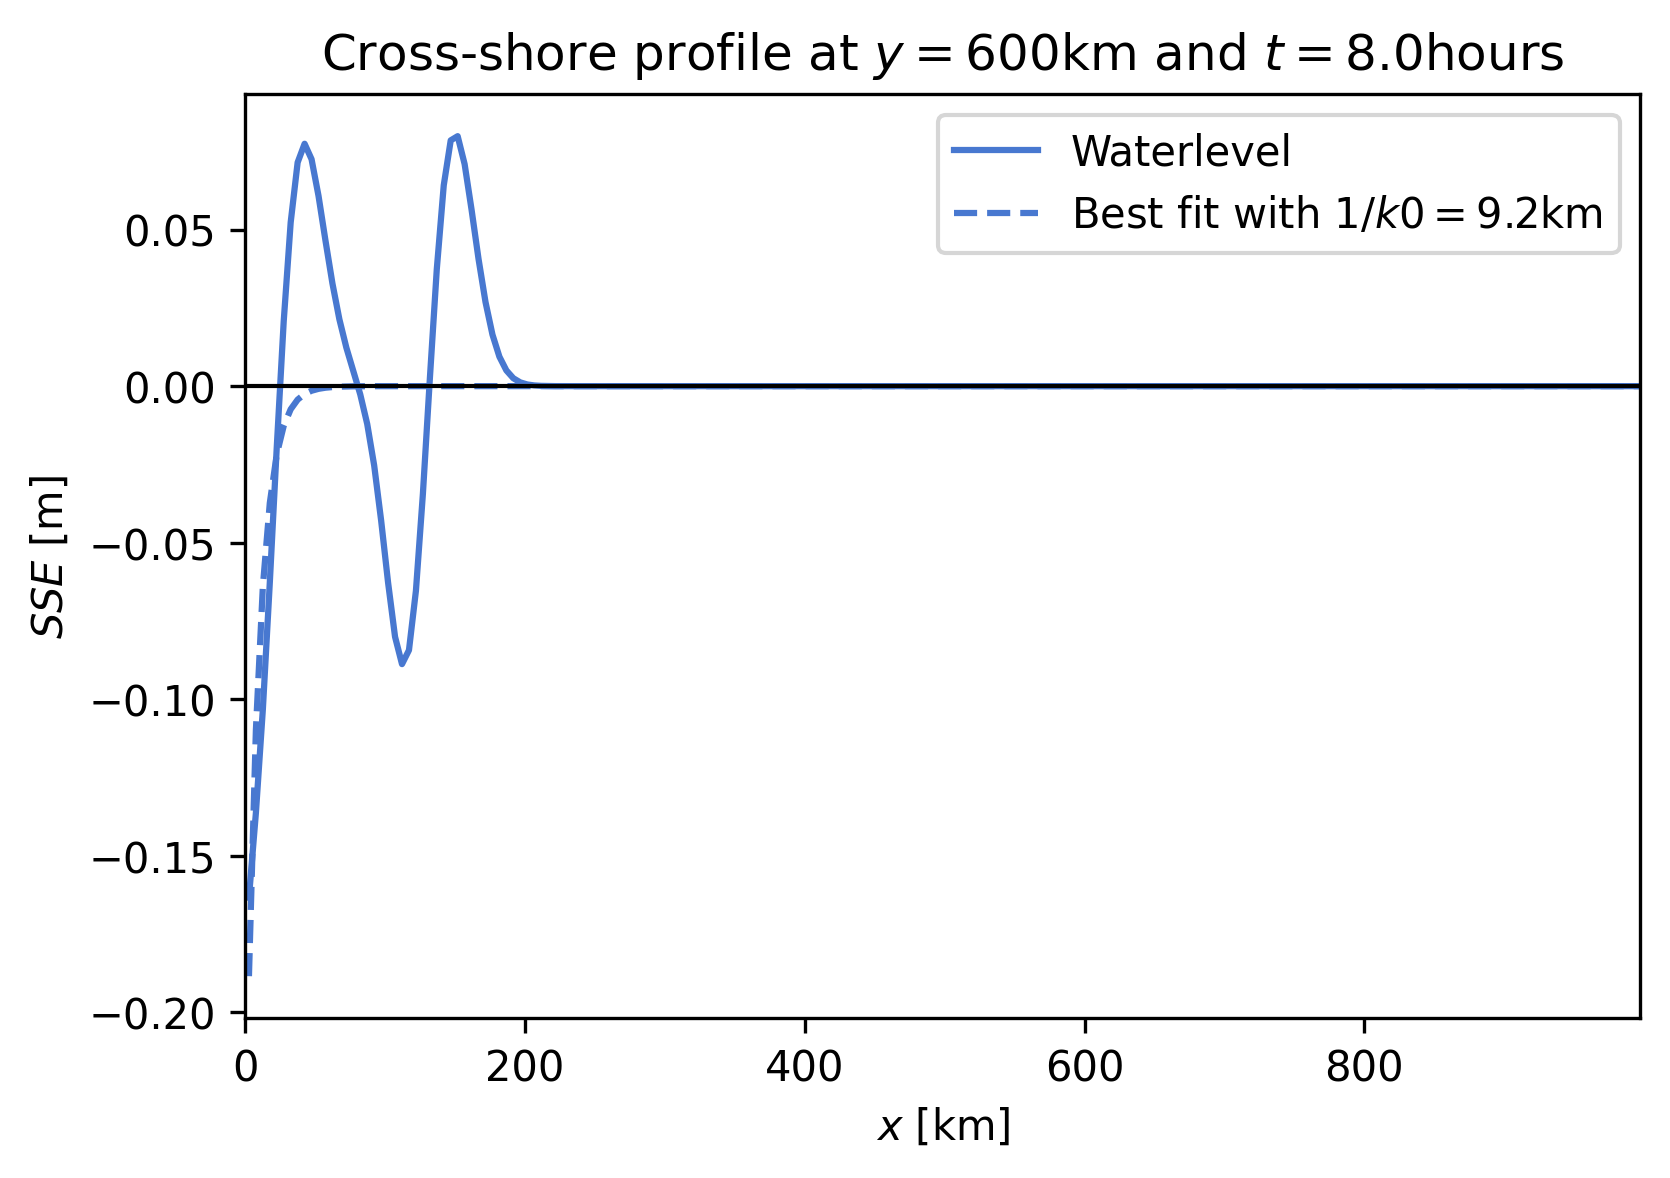 Cross-shore profile at y = 600km and t = 8.0hours
Waterlevel
Best fit with 1/k0 = 9.2km
0.05
0.00
−0.05
−0.10
−0.15
−0.20
SSE [m]
0 200 400 600 800
x [km]